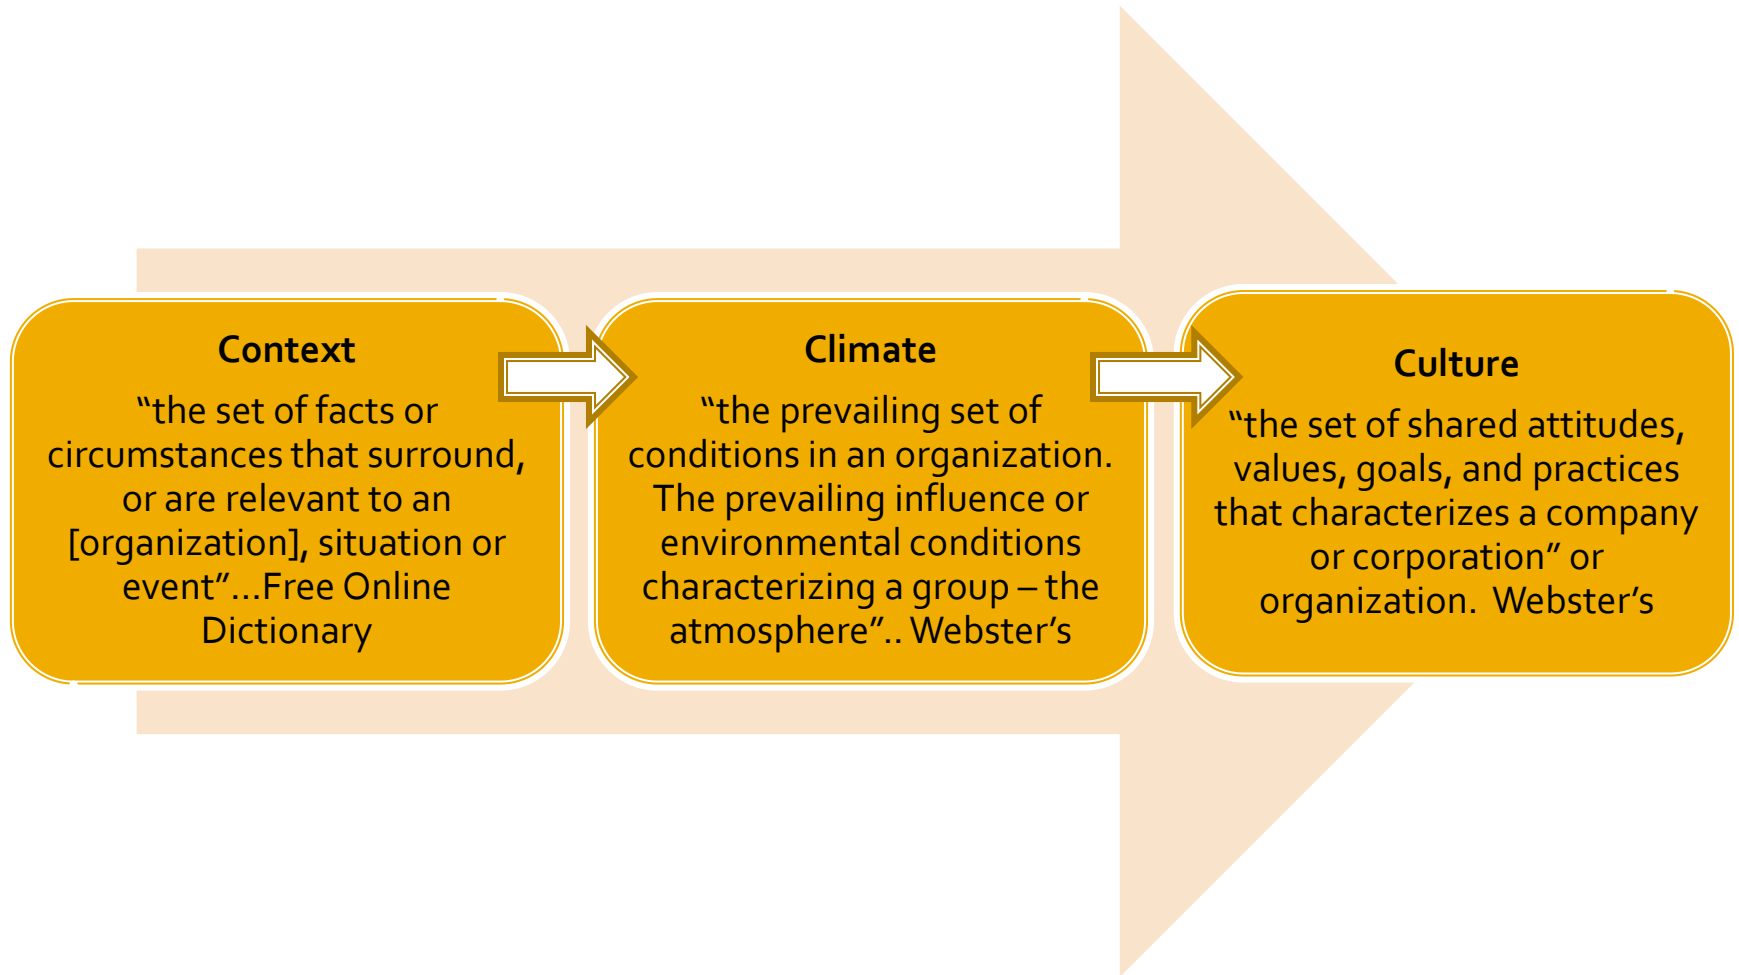 Context
“the set of facts or
circumstances that surround,
or are relevant to an
[organization], situation or
event”...Free Online
Dictionary
Climate
“the prevailing set of
conditions in an organization.
The prevailing influence or
environmental conditions
characterizing a group – the
atmosphere”.. Webster’s
Culture
“the set of shared attitudes,
values, goals, and practices
that characterizes a company
or corporation” or
organization. Webster’s